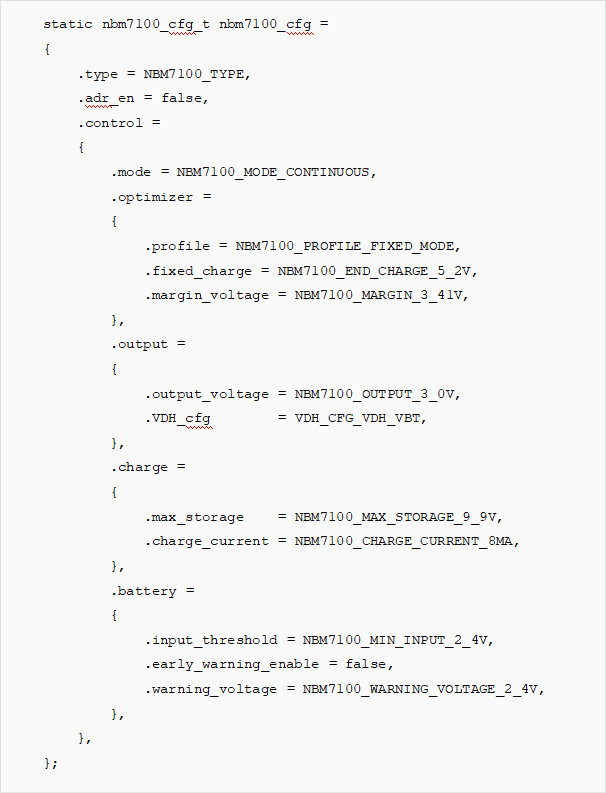 static nbm7100_cfg_t nbm7100_cfg =
{
    .type = NBM7100_TYPE,
    .adr_en = false,
    .control =
    {
        .mode = NBM7100_MODE_CONTINUOUS,
        .optimizer =
        {
            .profile = NBM7100_PROFILE_FIXED_MODE,
            .fixed_charge = NBM7100_END_CHARGE_5_2V,
            .margin_voltage = NBM7100_MARGIN_3_41V,
        },
        .output =
        {
            .output_voltage = NBM7100_OUTPUT_3_0V,
            .VDH_cfg        = VDH_CFG_VDH_VBT,
        },
        .charge =
        {
            .max_storage    = NBM7100_MAX_STORAGE_9_9V,
            .charge_current = NBM7100_CHARGE_CURRENT_8MA,
        },
        .battery =
        {
            .input_threshold = NBM7100_MIN_INPUT_2_4V,
            .early_warning_enable = false,
            .warning_voltage = NBM7100_WARNING_VOLTAGE_2_4V,
        },
    },
};